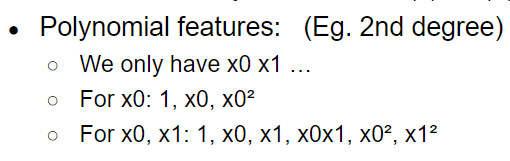 ● Polynomial features: (Eg. 2nd degree)
○ We only have x0 x1 …
○ For x0: 1, x0, x0²
○ For x0, x1: 1, x0, x1, x0x1, x0², x1²